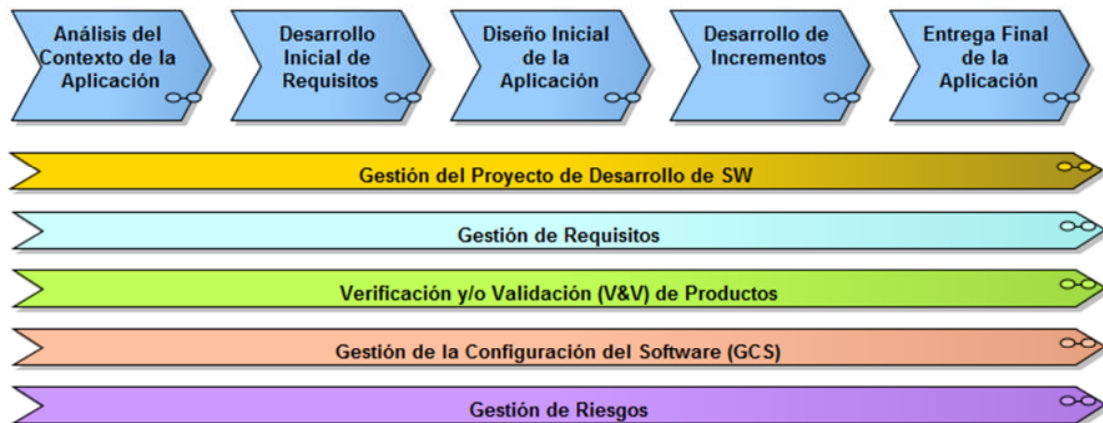 Análisis del
Contexto de la
Aplicación
Desarrollo
Inicial de
Requisitos
Diseño Inicial
de la
Aplicación
Desarrollo de
Incrementos
Entrega Final
de la
Aplicación
Gestión del Proyecto de Desarrollo de SW
Gestión de Requisitos
Verificación y/o Validación (V&V) de Productos
Gestión de la Configuración del Software (GCS)
Gestión de Riesgos